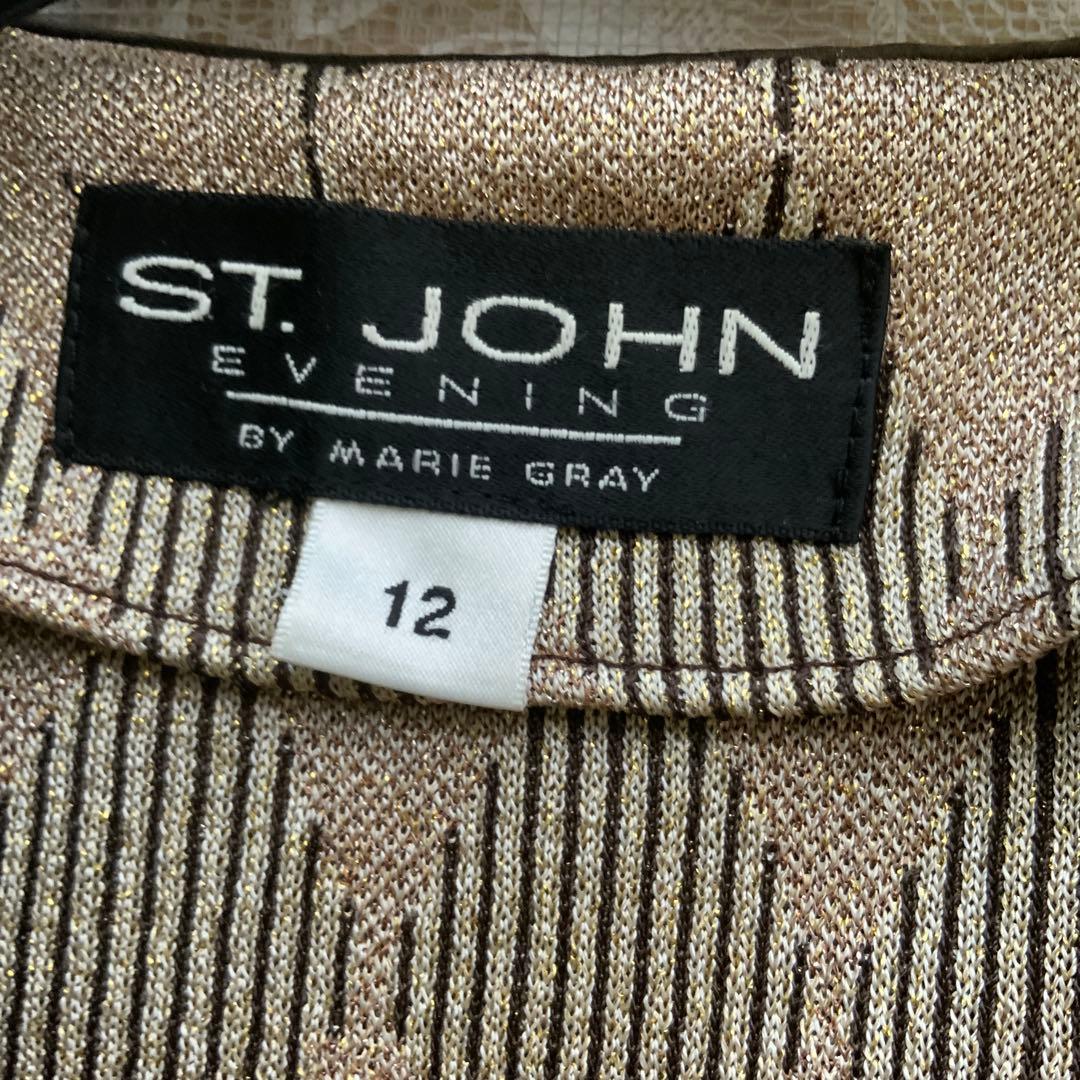 ST. JOHN
EVENING
BY MARIE GRAY
12